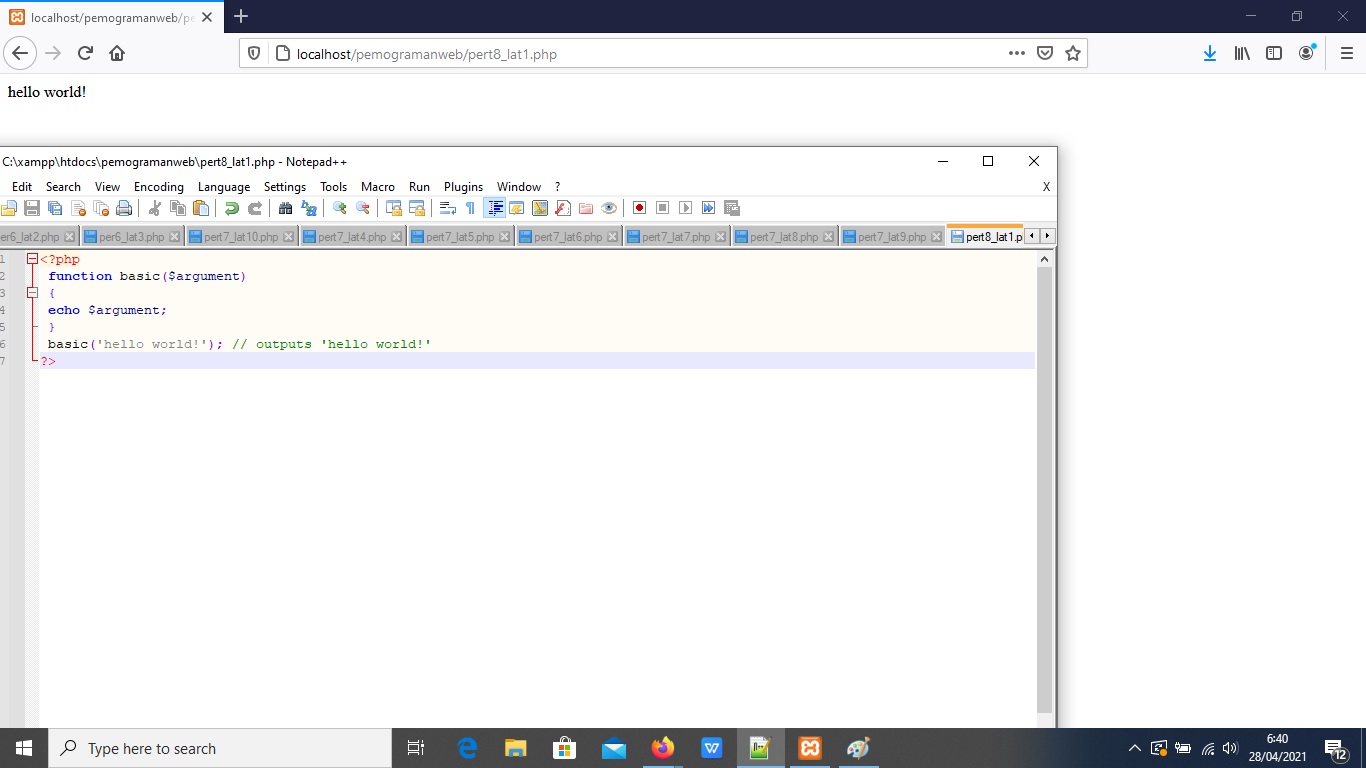 localhost/pemogramanweb/pe
localhost/pemogramanweb/pert8_lat1.php
hello world!
C:\xampp\htdocs\pemogramanweb\pert8_lat1.php - Notepad++
Edit Search View Encoding Language Settings Tools Macro Run Plugins Window ? X
er6_lat2.php per6_lat3.php pert7_lat10.php pert7_lat4.php pert7_lat5.php pert7_lat6.php pert7_lat7.php pert7_lat8.php pert7_lat9.php pert8_lat1.p
1 <?php
2 function basic($argument)
3 {
4 echo $argument;
5 }
6 basic('hello world!'); // outputs 'hello world!'
7 ?>
Type here to search
6:40
28/04/2021
12